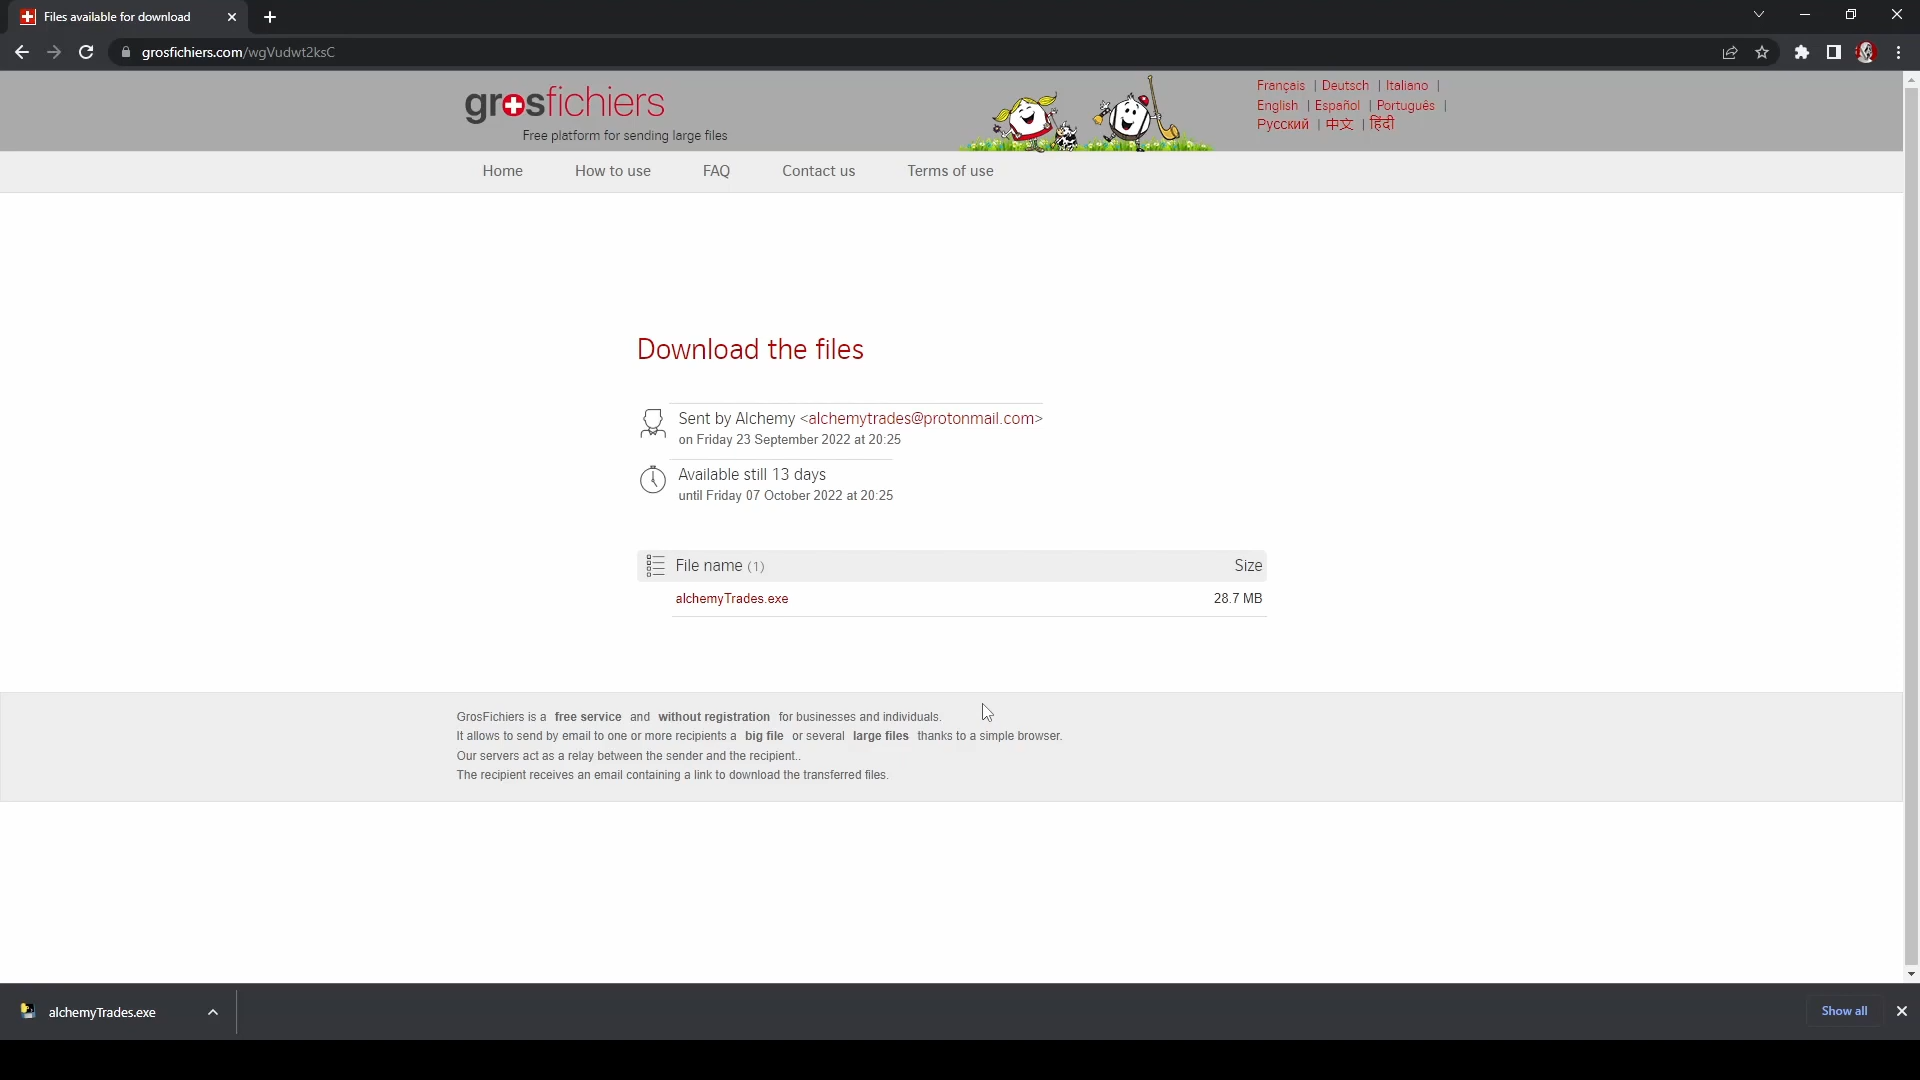 Files available for download
grosfichiers.com/wgVudwt2ksC
grosfichiers
Free platform for sending large files
Français | Deutsch | Italiano |
English | Español | Português |
Русский | 中文 | हिंदी
Home How to use FAQ Contact us Terms of use
Download the files
Sent by Alchemy <alchemytrades@protonmail.com>
on Friday 23 September 2022 at 20:25
Available still 13 days
until Friday 07 October 2022 at 20:25
File name (1) Size
alchemyTrades.exe 28.7 MB
GrosFichiers is a free service and without registration for businesses and individuals.
It allows to send by email to one or more recipients a big file or several large files thanks to a simple browser.
Our servers act as a relay between the sender and the recipient..
The recipient receives an email containing a link to download the transferred files.
alchemyTrades.exe
Show all